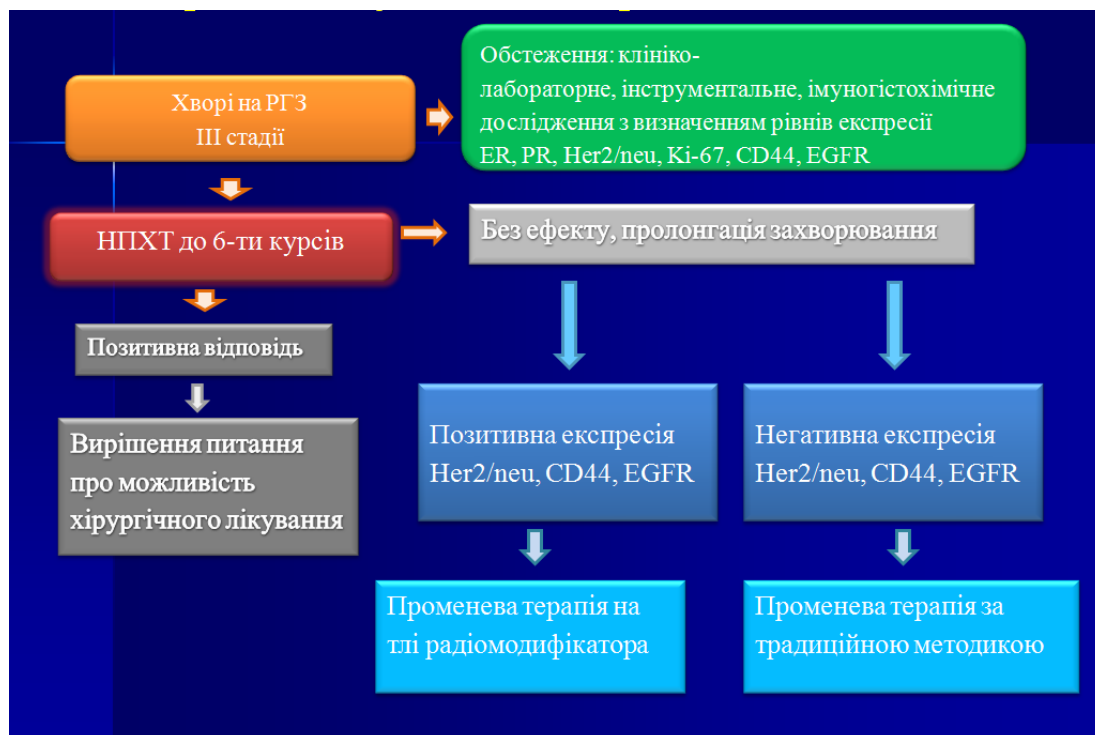 Хворі на РГЗ
III стадії
Обстеження: клініко-
лабораторне, інструментальне, імуногістохімічне
дослідження з визначенням рівнів експресії
ER, PR, Her2/neu, Ki-67, CD44, EGFR
НПХТ до 6-ти курсів
Без ефекту, пролонгація захворювання
Позитивна відповідь
Вирішення питання
про можливість
хірургічного лікування
Позитивна експресія
Her2/neu, CD44, EGFR
Негативна експресія
Her2/neu, CD44, EGFR
Променева терапія на
тлі радіомодифікатора
Променева терапія за
традиційною методикою